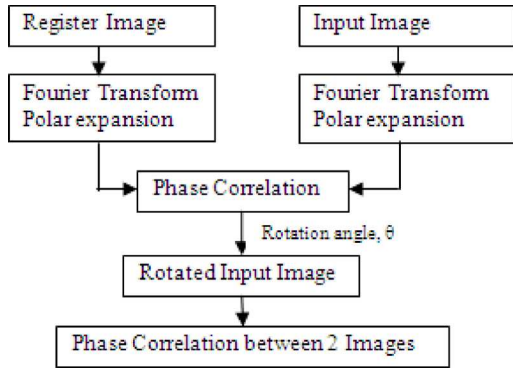 Register Image
Input Image
Fourier Transform
Polar expansion
Fourier Transform
Polar expansion
Phase Correlation
Rotation angle, θ
Rotated Input Image
Phase Correlation between 2 Images